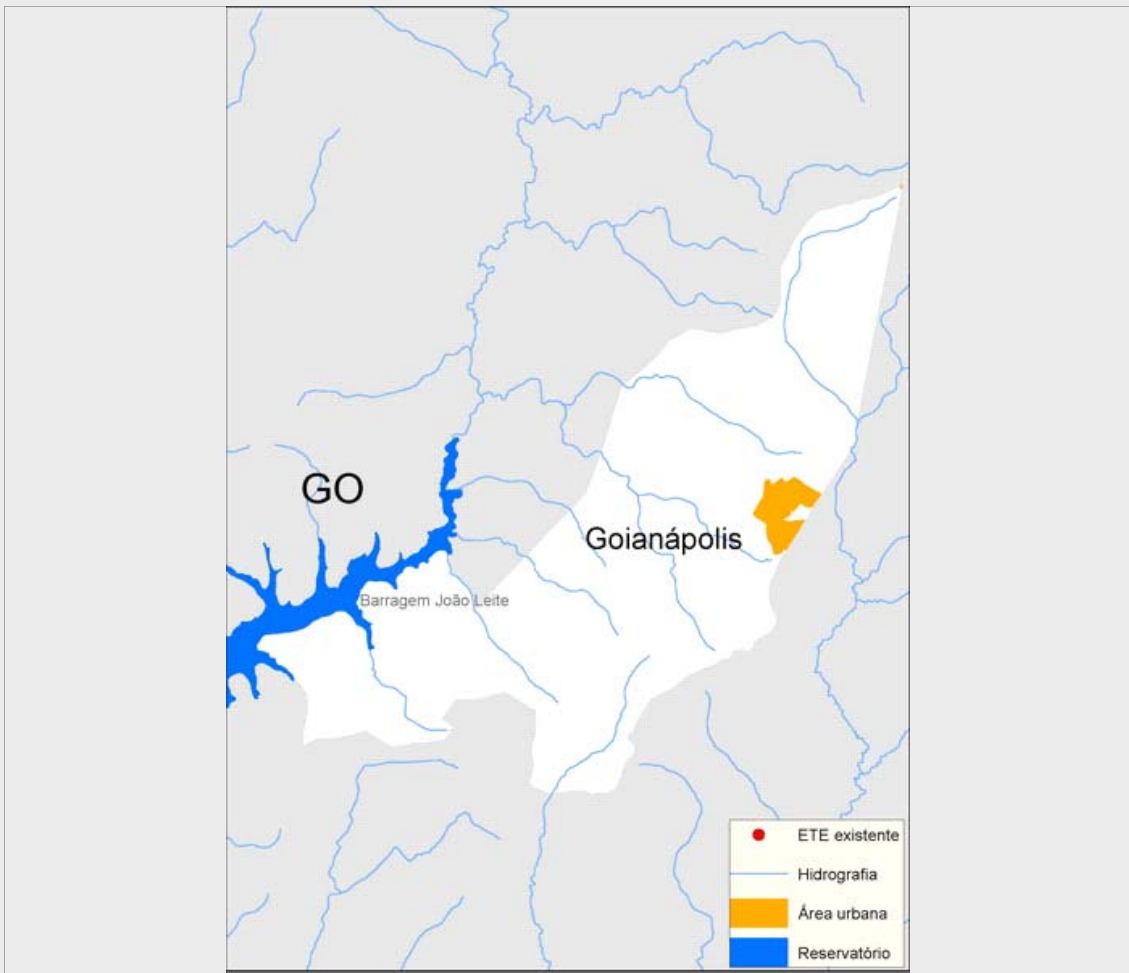 GO
Goianápolis
Barragem João Leite
ETE existente
Hidrografia
Área urbana
Reservatório